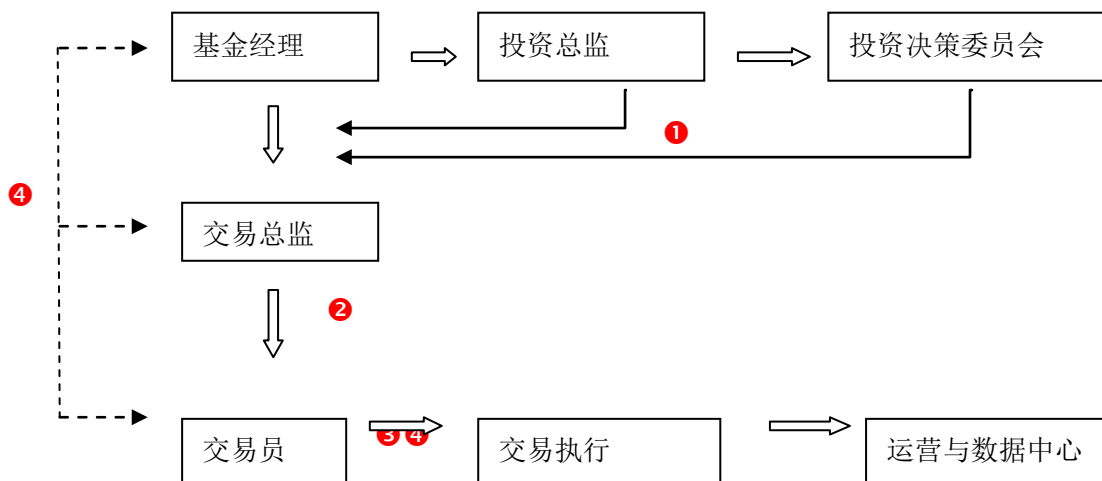 基金经理
投资总监
投资决策委员会
❶
❹
交易总监
❷
交易员
❸❹
交易执行
运营与数据中心